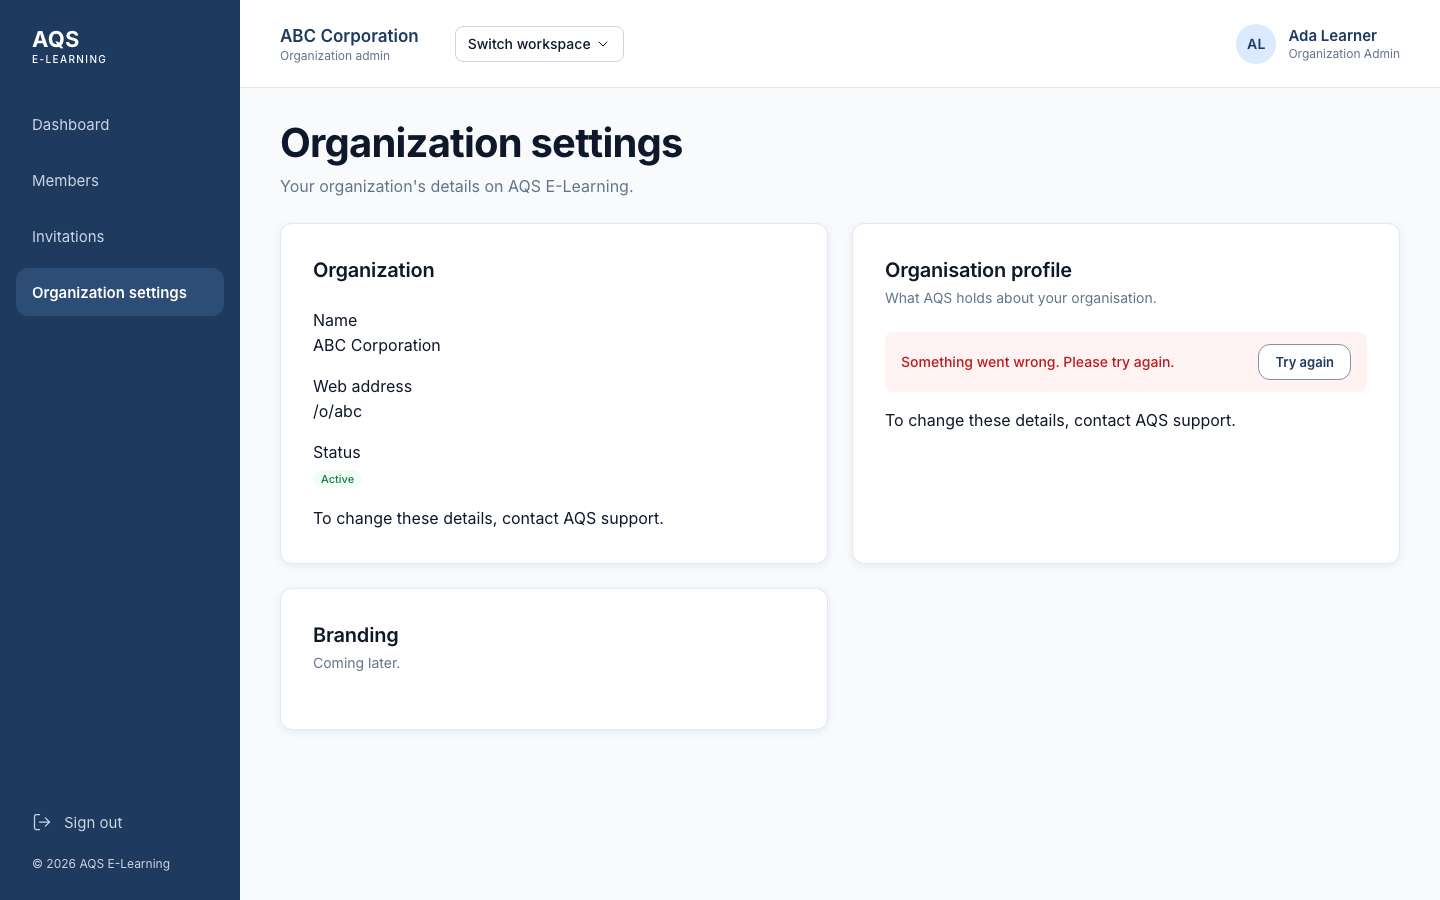 AQS
E-LEARNING
Dashboard
Members
Invitations
Organization settings
Sign out
© 2026 AQS E-Learning
ABC Corporation
Organization admin
Switch workspace
AL
Ada Learner
Organization Admin
Organization settings
Your organization's details on AQS E-Learning.
Organization
Name
ABC Corporation
Web address
/o/abc
Status
Active
To change these details, contact AQS support.
Organisation profile
What AQS holds about your organisation.
Something went wrong. Please try again.
Try again
To change these details, contact AQS support.
Branding
Coming later.